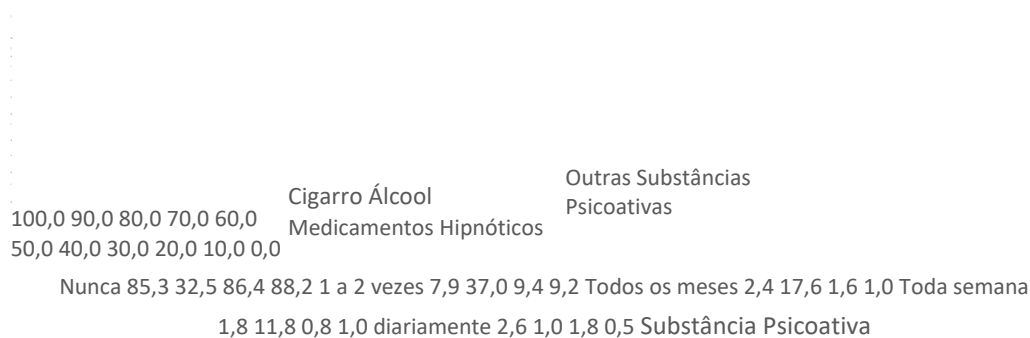 Outras Substâncias
Psicoativas
Cigarro Álcool
Medicamentos Hipnóticos
100,0 90,0 80,0 70,0 60,0
50,0 40,0 30,0 20,0 10,0 0,0
Nunca 85,3 32,5 86,4 88,2 1 a 2 vezes 7,9 37,0 9,4 9,2 Todos os meses 2,4 17,6 1,6 1,0 Toda semana
1,8 11,8 0,8 1,0 diariamente 2,6 1,0 1,8 0,5 Substância Psicoativa